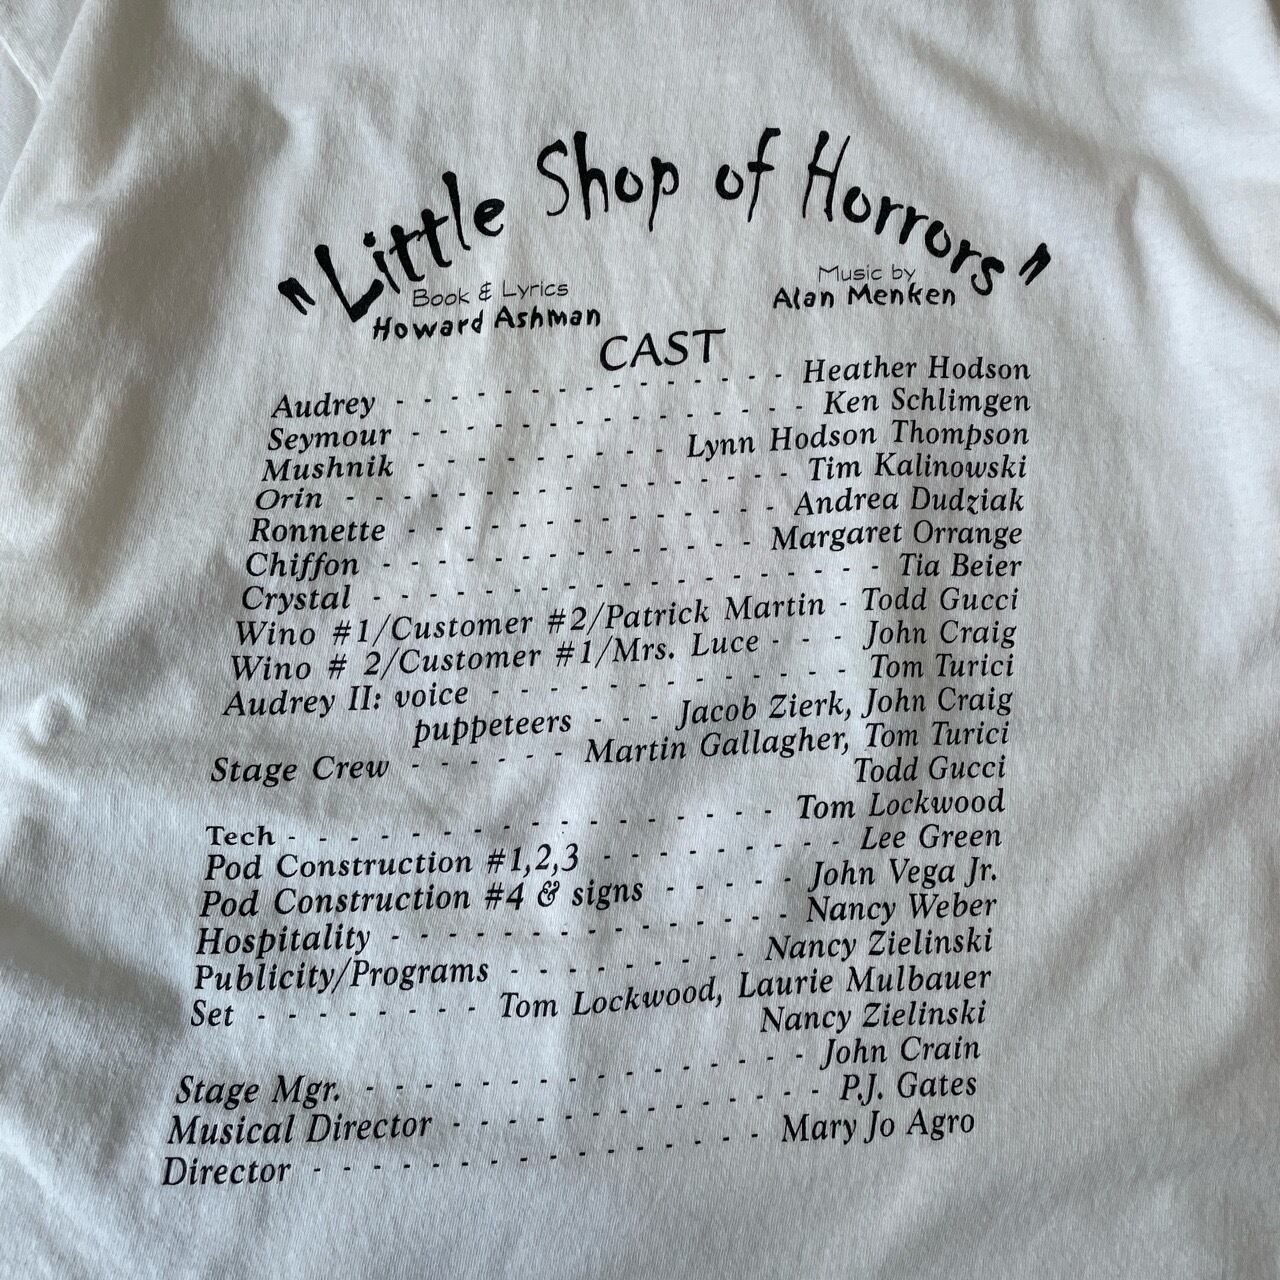 "Little Shop of Horrors"
Book & Lyrics
Howard Ashman
Music by
Alan Menken
CAST
Audrey - - - - - - - - - - - - - Heather Hodson
Seymour - - - - - - - - - - - - - Ken Schlimgen
Mushnik - - - - - - - - - Lynn Hodson Thompson
Orin - - - - - - - - - - - - - - - Tim Kalinowski
Ronnette - - - - - - - - - - - - - Andrea Dudziak
Chiffon - - - - - - - - - - - - - Margaret Orrange
Crystal - - - - - - - - - - - - - - - - - Tia Beier
Wino #1/Customer #2/Patrick Martin - Todd Gucci
Wino # 2/Customer #1/Mrs. Luce - - - John Craig
Audrey II: voice - - - - - - - - - - - - Tom Turici
puppeteers - - - Jacob Zierk, John Craig
Stage Crew - - - - - - Martin Gallagher, Tom Turici
Todd Gucci
Tech - - - - - - - - - - - - - - - - - Tom Lockwood
Pod Construction #1,2,3 - - - - - - - - - Lee Green
Pod Construction #4 & signs - - - - - John Vega Jr.
Hospitality - - - - - - - - - - - - - - Nancy Weber
Publicity/Programs - - - - - - - - - Nancy Zielinski
Set - - - - - - - - Tom Lockwood, Laurie Mulbauer
Nancy Zielinski
Stage Mgr. - - - - - - - - - - - - - - - John Crain
Musical Director - - - - - - - - - - - - - P.J. Gates
Director - - - - - - - - - - - - - - - Mary Jo Agro